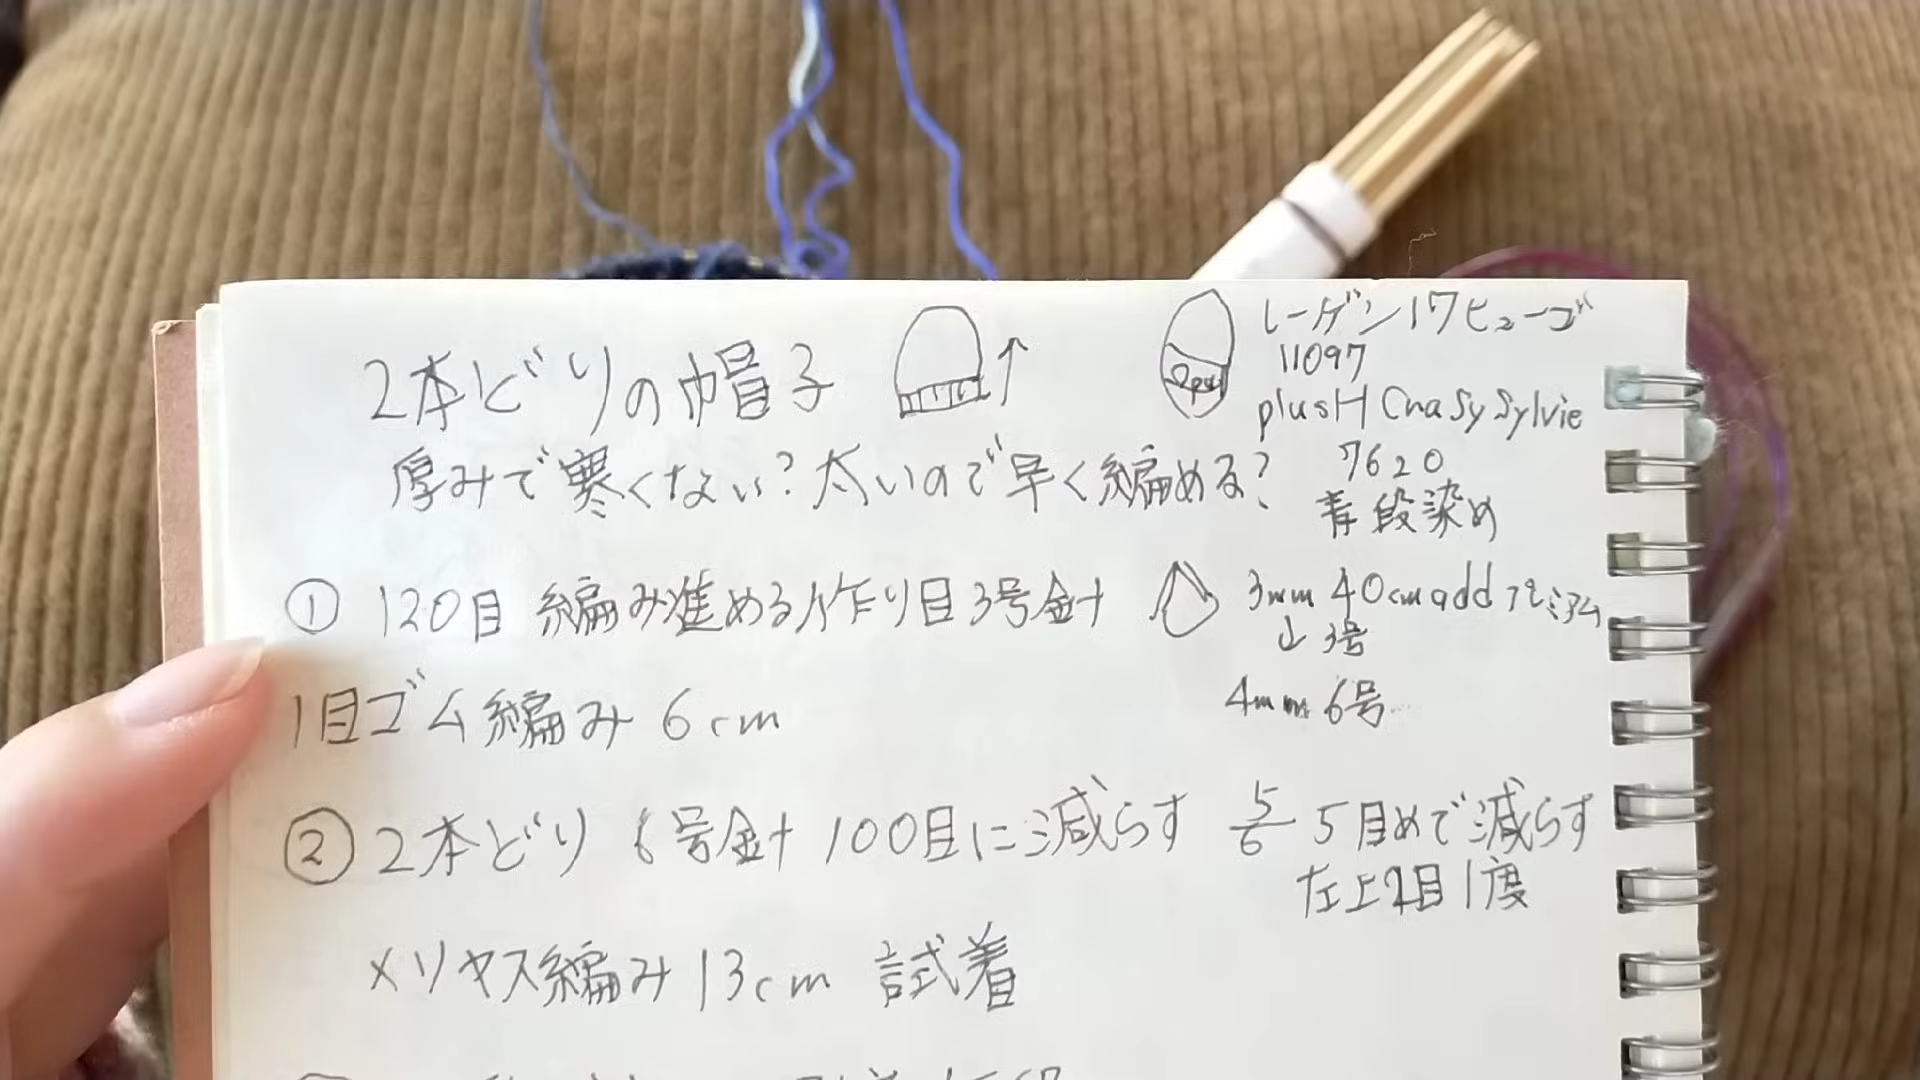 2本どりの帽子
厚みで寒くない?太いので早く編める?
レーゲン17ヒューゴ
11097
plusH CraSy Sylvie
7620
青段染め
① 120目 編み進める作り目3号針
3mm 40cm addプレミアム
3号
4mm 6号
1目ゴム編み 6cm
② 2本どり 6号針 100目に減らす
5/6 5目めで減らす
左上2目1度
メリヤス編み 13cm 試着